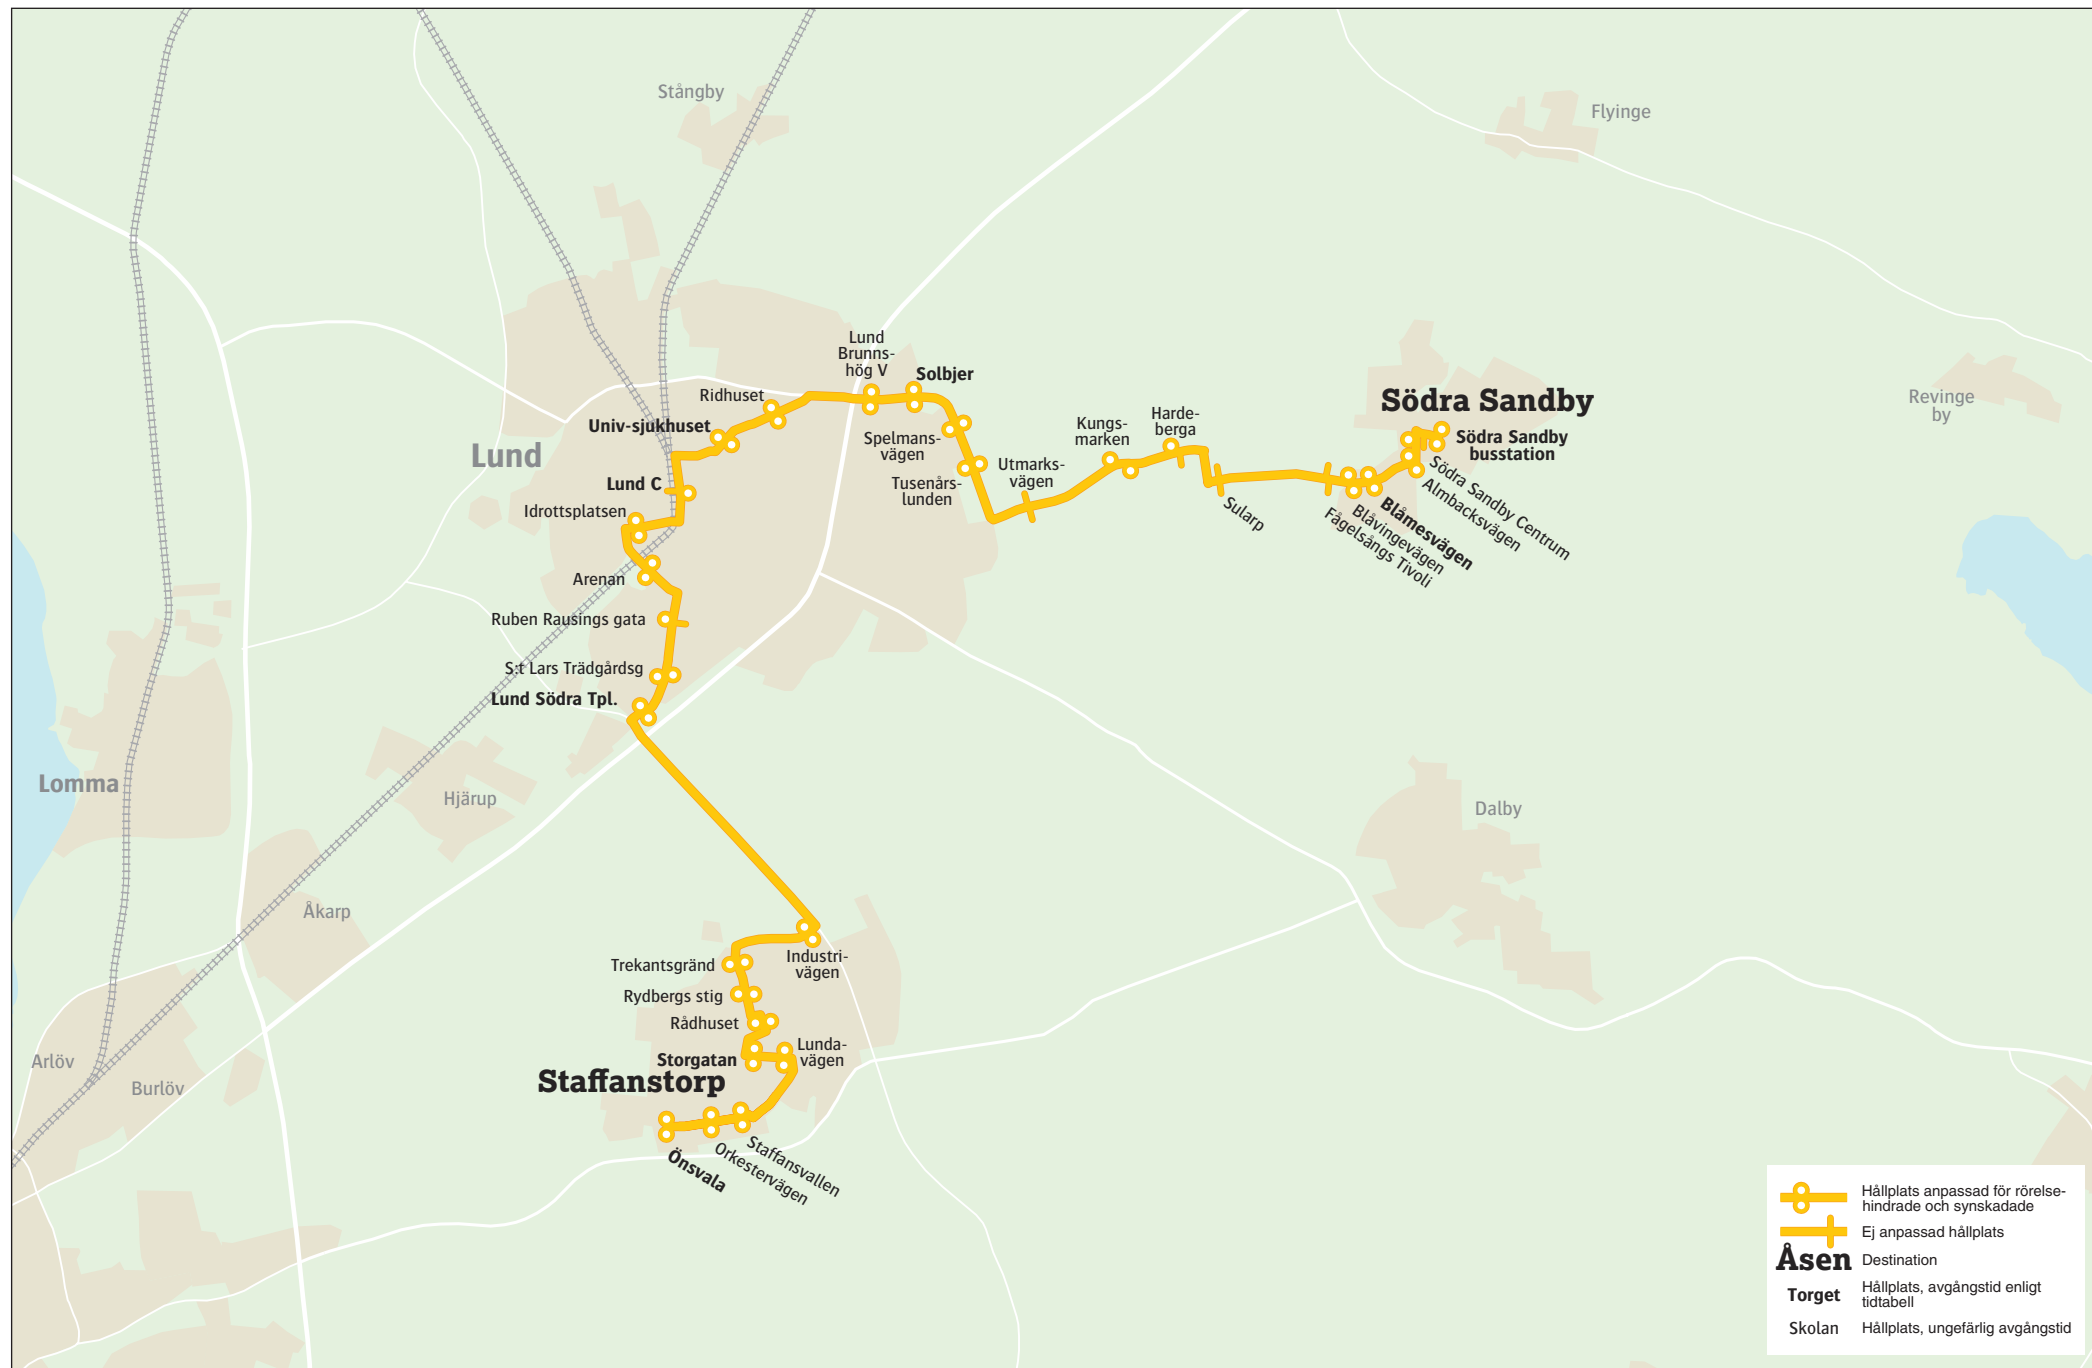 Stångby
Flyinge
Lund
Brunns-
hög V
Solbjer
Ridhuset
Univ-sjukhuset
Lund
Lund C
Idrottsplatsen
Arenan
Ruben Rausings gata
S:t Lars Trädgårdsg
Lund Södra Tpl.
Spelmans-
vägen
Tusenårs-
lunden
Utmarks-
vägen
Kungs-
marken
Harde-
berga
Sularp
Södra Sandby
Södra Sandby
busstation
Södra Sandby Centrum
Almbacksvägen
Blåmesvägen
Blåvingevägen
Fågelsångs Tivoli
Revinge
by
Lomma
Hjärup
Dalby
Åkarp
Arlöv
Burlöv
Industri-
vägen
Trekantsgränd
Rydbergs stig
Rådhuset
Lunda-
vägen
Storgatan
Staffanstorp
Staffansvallen
Orkestervägen
Önsvala
Hållplats anpassad för rörelse-
hindrade och synskadade
Ej anpassad hållplats
Åsen Destination
Torget Hållplats, avgångstid enligt
tidtabell
Skolan Hållplats, ungefärlig avgångstid